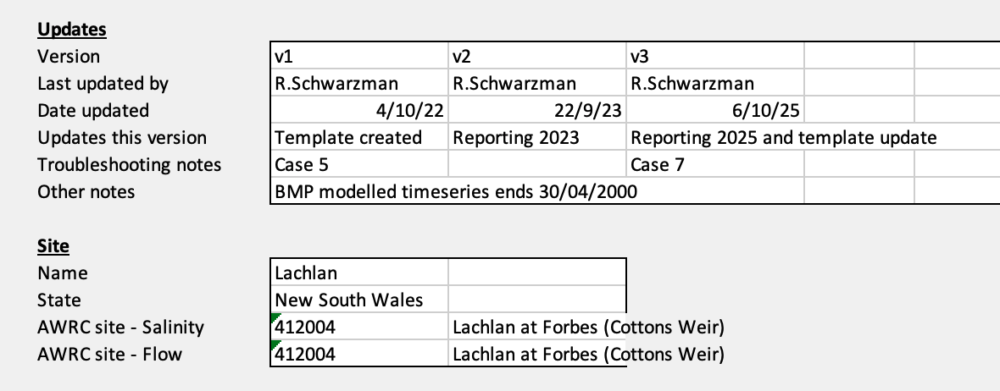 Updates
Version v1 v2 v3
Last updated by R.Schwarzman R.Schwarzman R.Schwarzman
Date updated 4/10/22 22/9/23 6/10/25
Updates this version Template created Reporting 2023 Reporting 2025 and template update
Troubleshooting notes Case 5 Case 7
Other notes BMP modelled timeseries ends 30/04/2000
Site
Name Lachlan
State New South Wales
AWRC site - Salinity 412004 Lachlan at Forbes (Cottons Weir)
AWRC site - Flow 412004 Lachlan at Forbes (Cottons Weir)